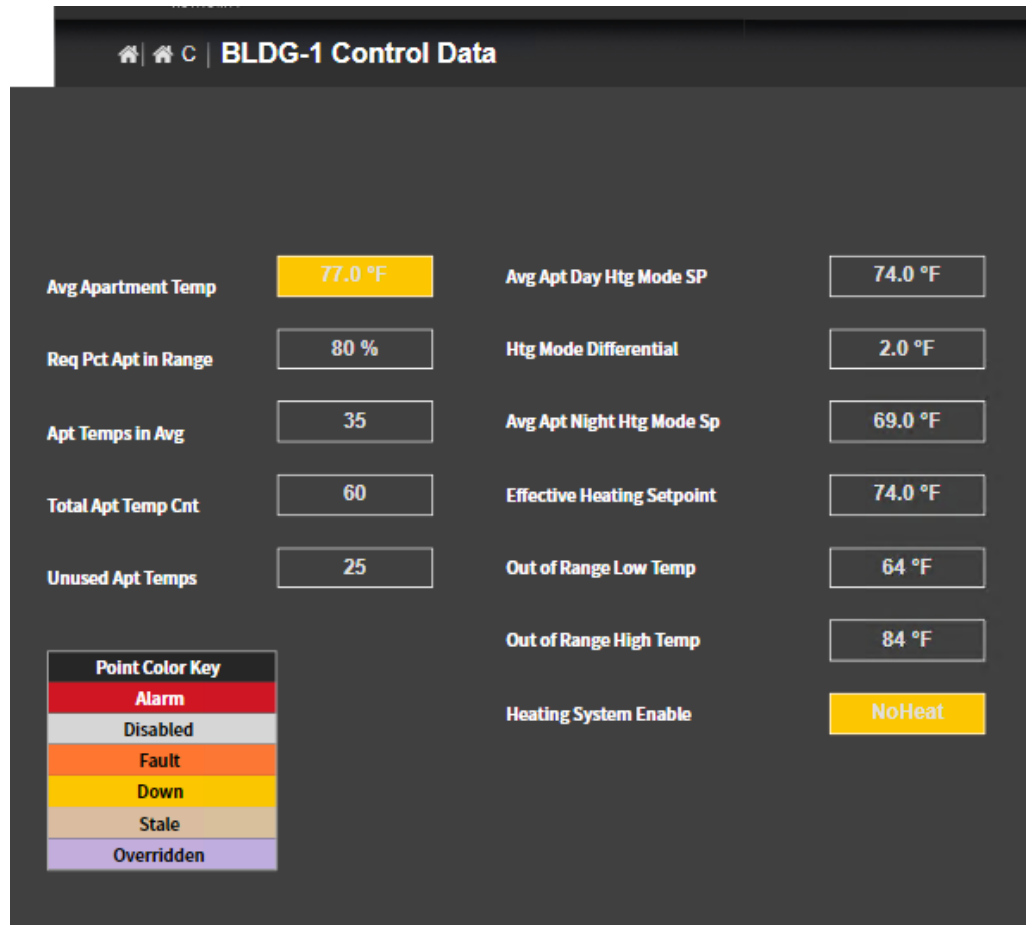 C | BLDG-1 Control Data
Avg Apartment Temp 77.0 °F
Req Pct Apt in Range 80 %
Apt Temps in Avg 35
Total Apt Temp Cnt 60
Unused Apt Temps 25
Avg Apt Day Htg Mode SP 74.0 °F
Htg Mode Differential 2.0 °F
Avg Apt Night Htg Mode Sp 69.0 °F
Effective Heating Setpoint 74.0 °F
Out of Range Low Temp 64 °F
Out of Range High Temp 84 °F
Heating System Enable NoHeat
Point Color Key
Alarm
Disabled
Fault
Down
Stale
Overridden